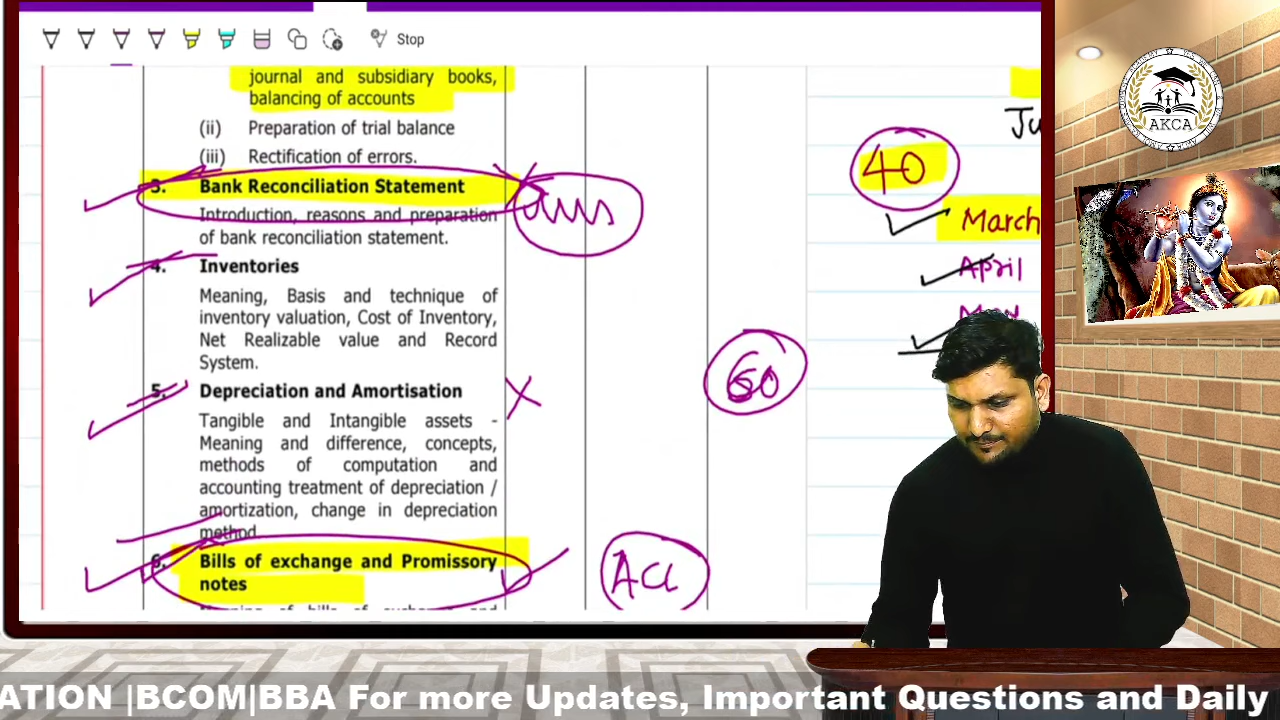 Stop
journal and subsidiary books,
balancing of accounts
(ii) Preparation of trial balance
(iii) Rectification of errors.
3. Bank Reconciliation Statement
Introduction, reasons and preparation
of bank reconciliation statement.
4. Inventories
Meaning, Basis and technique of
inventory valuation, Cost of Inventory,
Net Realizable value and Record
System.
5. Depreciation and Amortisation
Tangible and Intangible assets -
Meaning and difference, concepts,
methods of computation and
accounting treatment of depreciation /
amortization, change in depreciation
method.
6. Bills of exchange and Promissory
notes
60
Acc
Ju
40
March
April
May
AKCA
ATION |BCOM|BBA For more Updates, Important Questions and Daily